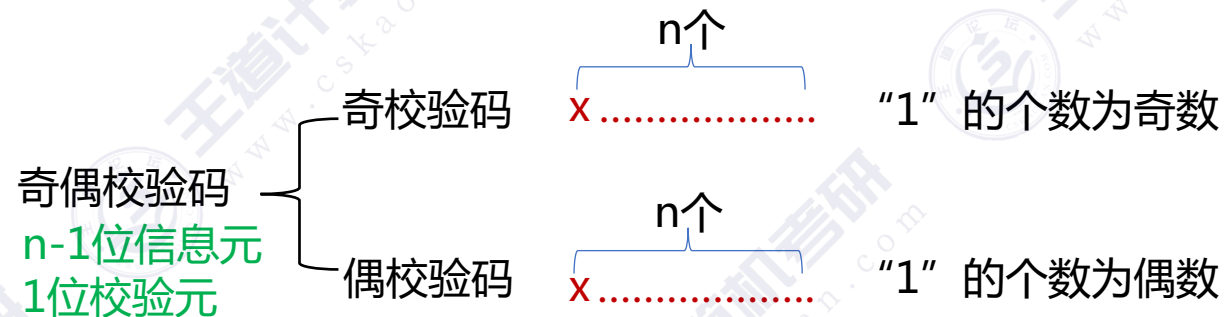 n个
奇校验码 x ................... “1”的个数为奇数
奇偶校验码
n-1位信息元
1位校验元
n个
偶校验码 x ................... “1”的个数为偶数